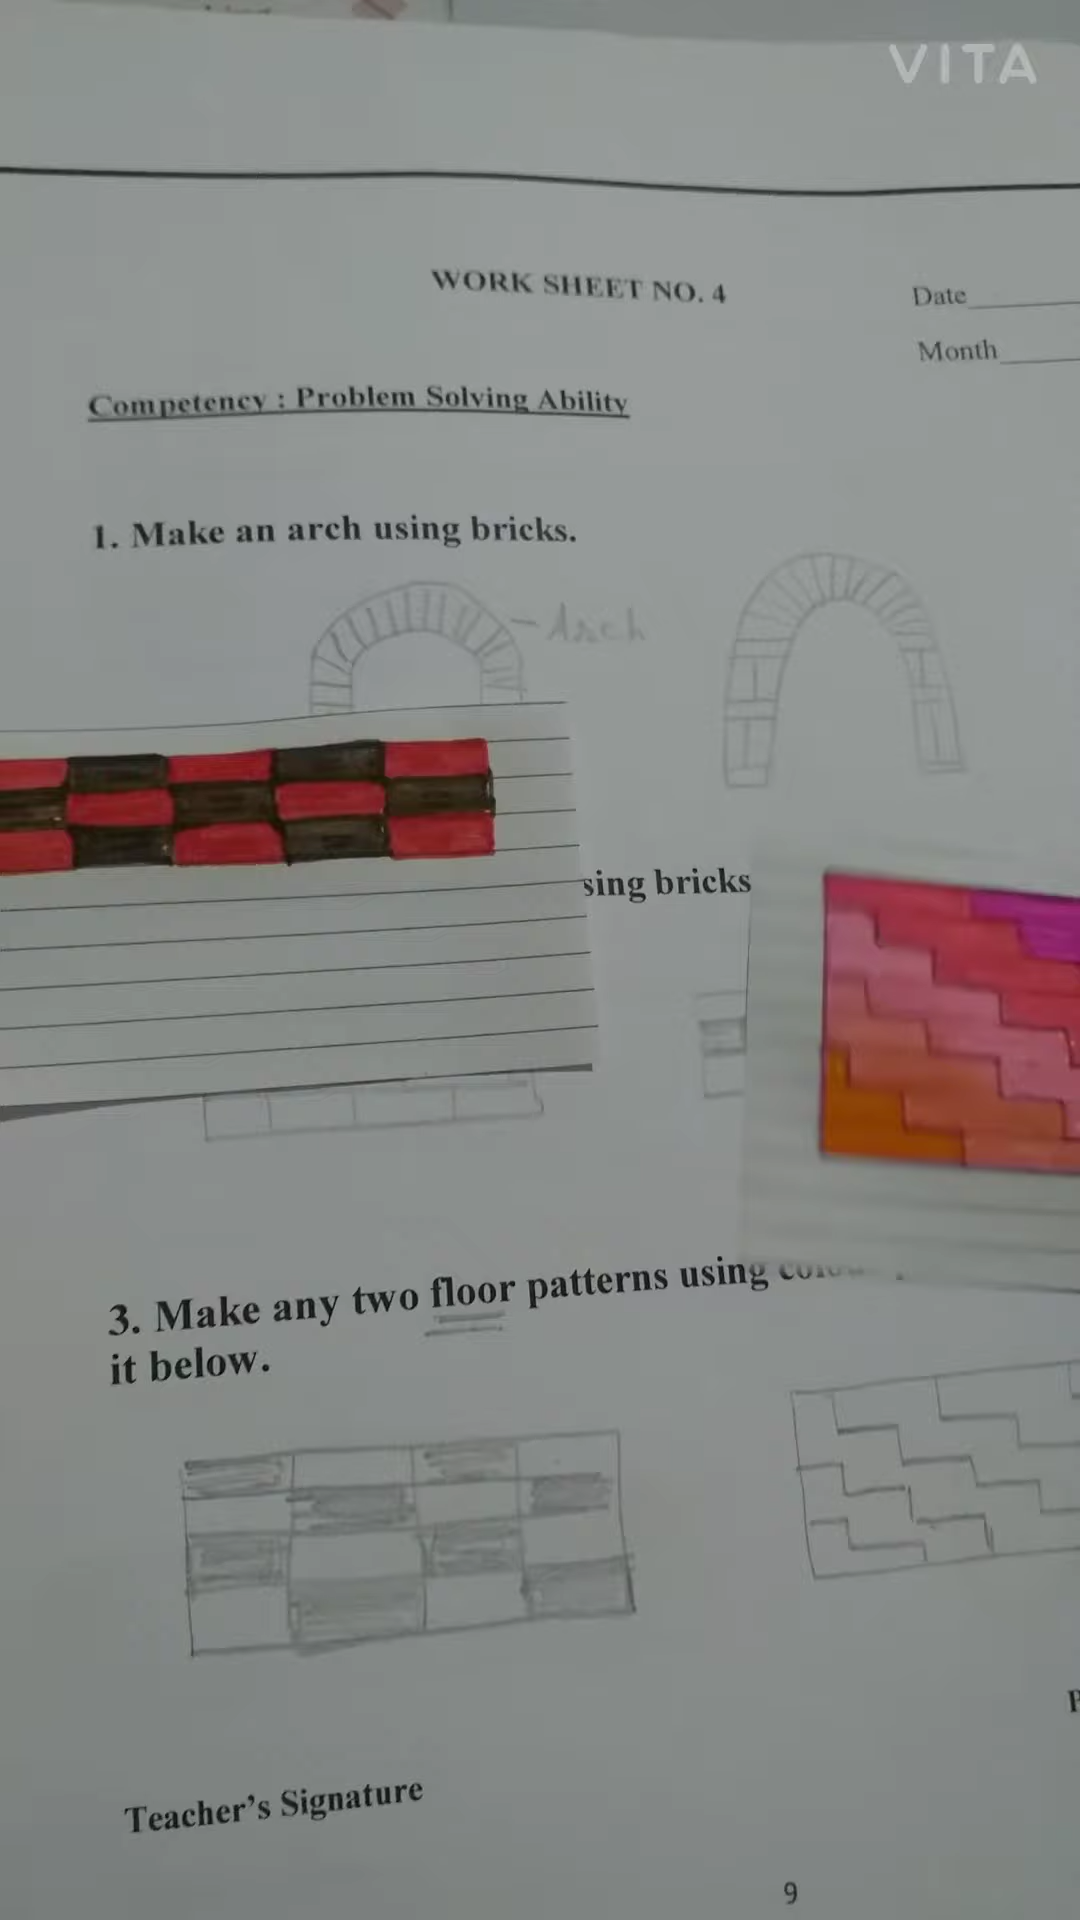 VITA
WORK SHEET NO. 4
Date
Month
Competency : Problem Solving Ability
1. Make an arch using bricks.
Arch
sing bricks
3. Make any two floor patterns using
it below.
Teacher's Signature
9